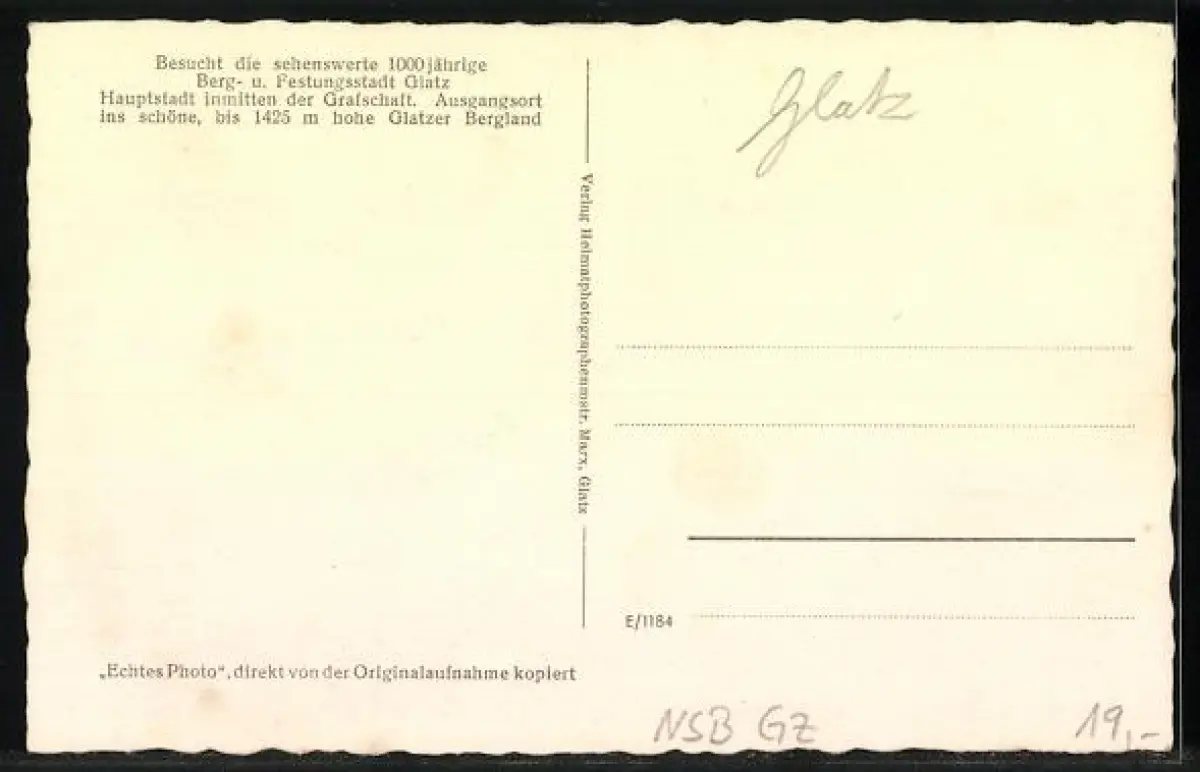 Besucht die sehenswerte 1000jährige
Berg- u. Festungsstadt Glatz
Hauptstadt inmitten der Grafschaft. Ausgangsort
ins schöne, bis 1425 m hohe Glatzer Bergland
Glatz
Verlag Heimatphotographenmstr. Marx, Glatz
E/1184
„Echtes Photo“, direkt von der Originalaufnahme kopiert
NSB GZ
19,-